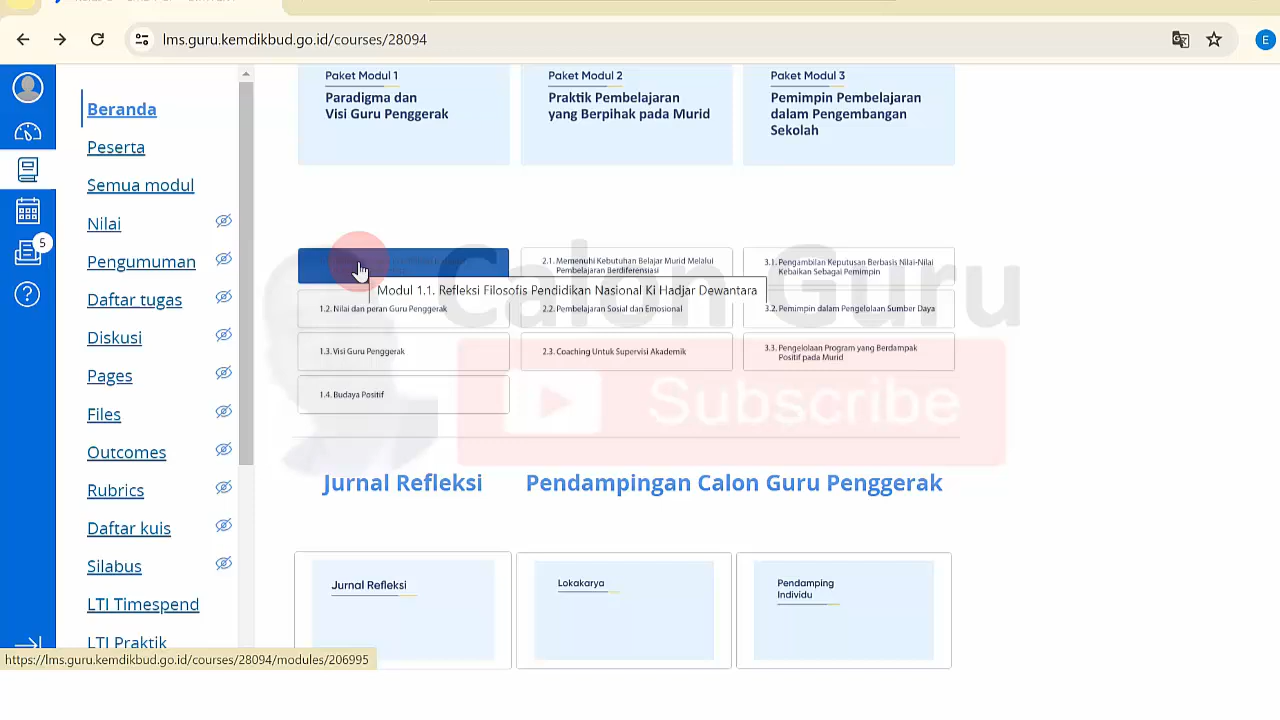 lms.guru.kemdikbud.go.id/courses/28094
E
Beranda
Peserta
Semua modul
Nilai
Pengumuman
Daftar tugas
Diskusi
Pages
Files
Outcomes
Rubrics
Daftar kuis
Silabus
LTI Timespend
LTI Praktik
5
Paket Modul 1
Paradigma dan
Visi Guru Penggerak
Paket Modul 2
Praktik Pembelajaran
yang Berpihak pada Murid
Paket Modul 3
Pemimpin Pembelajaran
dalam Pengembangan
Sekolah
Modul 1.1. Refleksi Filosofis Pendidikan Nasional Ki Hadjar Dewantara
1.2. Nilai dan peran Guru Penggerak
1.3. Visi Guru Penggerak
1.4. Budaya Positif
2.1. Memenuhi Kebutuhan Belajar Murid Melalui
Pembelajaran Berdiferensiasi
2.2. Pembelajaran Sosial dan Emosional
2.3. Coaching Untuk Supervisi Akademik
3.1. Pengambilan Keputusan Berbasis Nilai-Nilai
Kebaikan Sebagai Pemimpin
3.2. Pemimpin dalam Pengelolaan Sumber Daya
3.3. Pengelolaan Program yang Berdampak
Positif pada Murid
Calon Guru
Subscribe
Jurnal Refleksi
Pendampingan Calon Guru Penggerak
Jurnal Refleksi
Lokakarya
Pendamping
Individu
https://lms.guru.kemdikbud.go.id/courses/28094/modules/206995